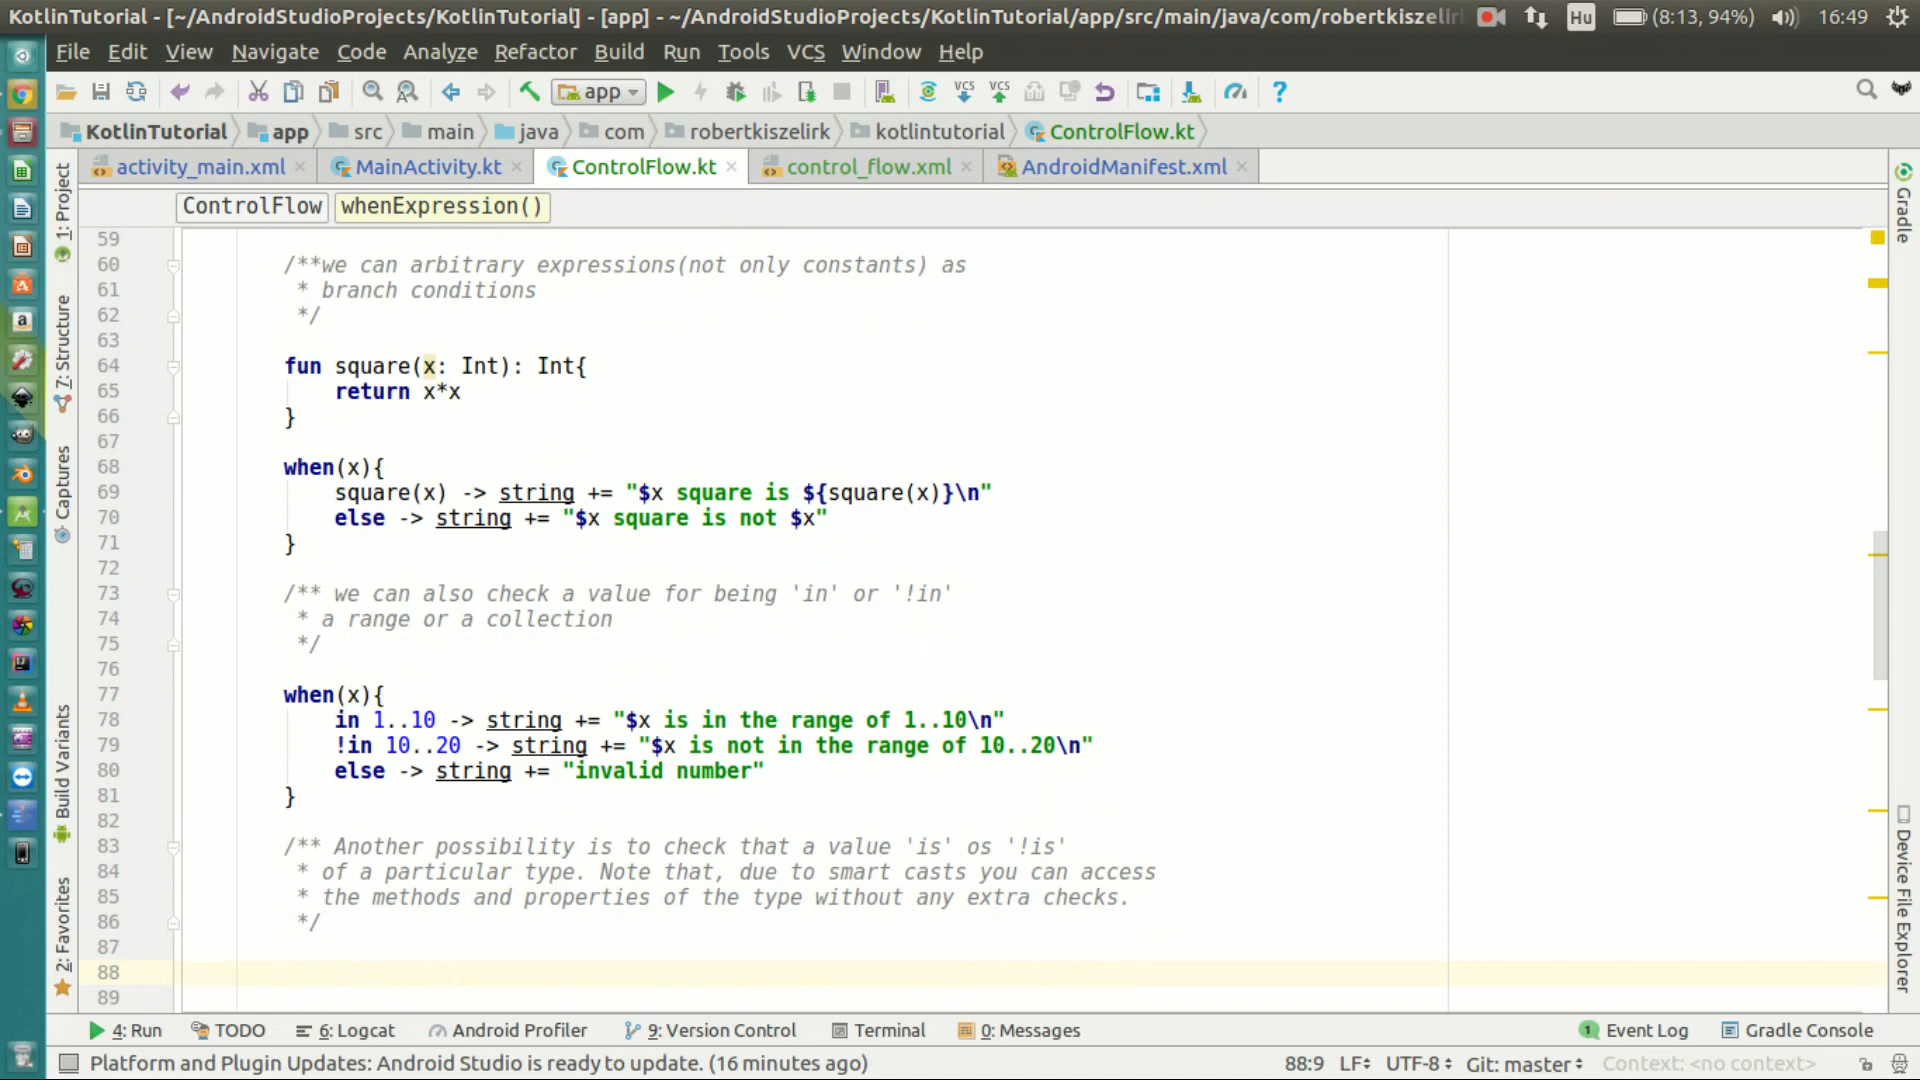 KotlinTutorial - [~/AndroidStudioProjects/KotlinTutorial] - [app] - ~/AndroidStudioProjects/KotlinTutorial/app/src/main/java/com/robertkiszelirk
Hu (8:13, 94%) 16:49
File Edit View Navigate Code Analyze Refactor Build Run Tools VCS Window Help
app VCS VCS ?
KotlinTutorial app src main java com robertkiszelirk kotlintutorial ControlFlow.kt
activity_main.xml MainActivity.kt ControlFlow.kt control_flow.xml AndroidManifest.xml
ControlFlow whenExpression()
1: Project
7: Structure
Captures
Build Variants
2: Favorites
59
60 /**we can arbitrary expressions(not only constants) as
61 * branch conditions
62 */
63
64 fun square(x: Int): Int{
65 return x*x
66 }
67
68 when(x){
69 square(x) -> string += "$x square is ${square(x)}\n"
70 else -> string += "$x square is not $x"
71 }
72
73 /** we can also check a value for being 'in' or '!in'
74 * a range or a collection
75 */
76
77 when(x){
78 in 1..10 -> string += "$x is in the range of 1..10\n"
79 !in 10..20 -> string += "$x is not in the range of 10..20\n"
80 else -> string += "invalid number"
81 }
82
83 /** Another possibility is to check that a value 'is' os '!is'
84 * of a particular type. Note that, due to smart casts you can access
85 * the methods and properties of the type without any extra checks.
86 */
87
88
89
Gradle
Device File Explorer
4: Run TODO 6: Logcat Android Profiler 9: Version Control Terminal 0: Messages 1 Event Log Gradle Console
Platform and Plugin Updates: Android Studio is ready to update. (16 minutes ago) 88:9 LF UTF-8 Git: master Context: <no context>